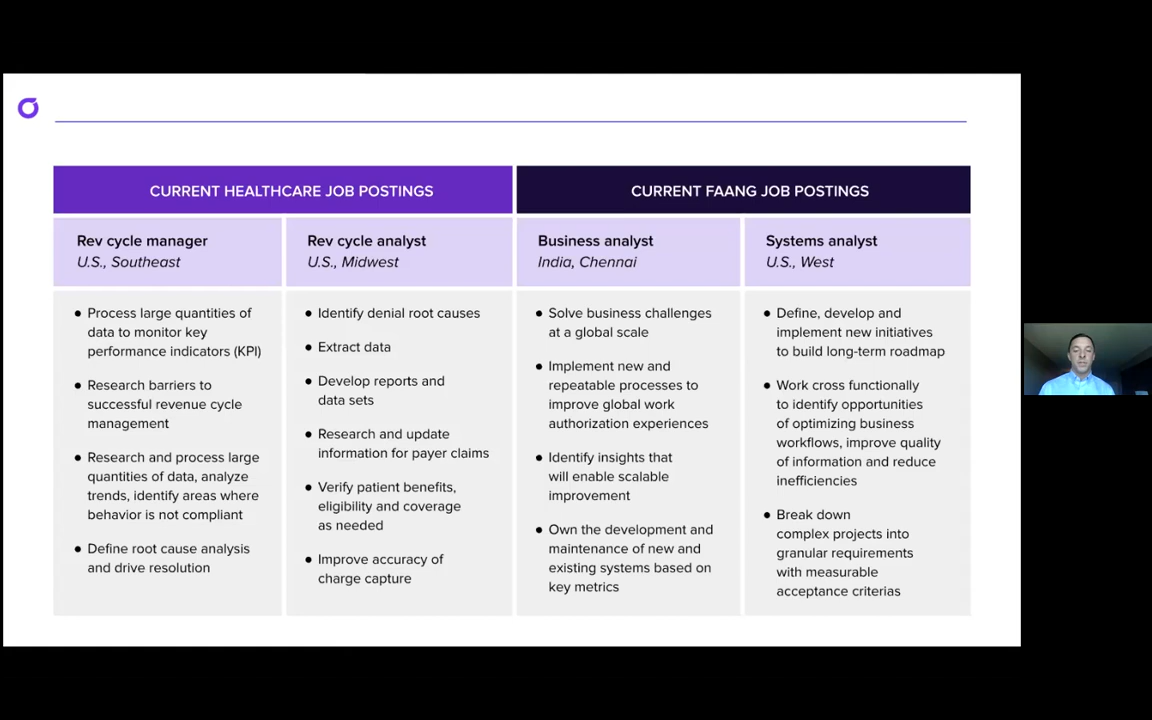 CURRENT HEALTHCARE JOB POSTINGS
CURRENT FAANG JOB POSTINGS
Rev cycle manager
U.S., Southeast
Process large quantities of
data to monitor key
performance indicators (KPI)
Research barriers to
successful revenue cycle
management
Research and process large
quantities of data, analyze
trends, identify areas where
behavior is not compliant
Define root cause analysis
and drive resolution
Rev cycle analyst
U.S., Midwest
Identify denial root causes
Extract data
Develop reports and
data sets
Research and update
information for payer claims
Verify patient benefits,
eligibility and coverage
as needed
Improve accuracy of
charge capture
Business analyst
India, Chennai
Solve business challenges
at a global scale
Implement new and
repeatable processes to
improve global work
authorization experiences
Identify insights that
will enable scalable
improvement
Own the development and
maintenance of new and
existing systems based on
key metrics
Systems analyst
U.S., West
Define, develop and
implement new initiatives
to build long-term roadmap
Work cross functionally
to identify opportunities
of optimizing business
workflows, improve quality
of information and reduce
inefficiencies
Break down
complex projects into
granular requirements
with measurable
acceptance criterias